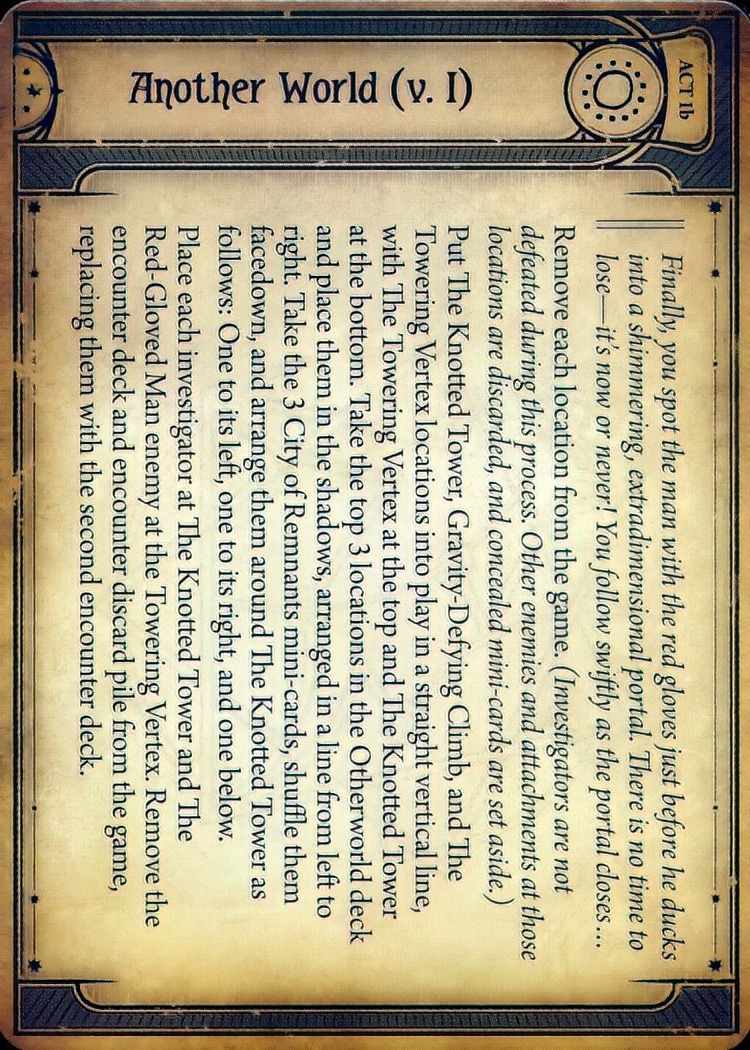 ACT 1b
Another World (v. I)
Finally, you spot the man with the red gloves just before he ducks
into a shimmering, extradimensional portal. There is no time to
lose—it's now or never! You follow swiftly as the portal closes…
Remove each location from the game. (Investigators are not
defeated during this process. Other enemies and attachments at those
locations are discarded, and concealed mini-cards are set aside.)
Put The Knotted Tower, Gravity-Defying Climb, and The
Towering Vertex locations into play in a straight vertical line,
with The Towering Vertex at the top and The Knotted Tower
at the bottom. Take the top 3 locations in the Otherworld deck
and place them in the shadows, arranged in a line from left to
right. Take the 3 City of Remnants mini-cards, shuffle them
facedown, and arrange them around The Knotted Tower as
follows: One to its left, one to its right, and one below.
Place each investigator at The Knotted Tower and The
Red-Gloved Man enemy at the Towering Vertex. Remove the
encounter deck and encounter discard pile from the game,
replacing them with the second encounter deck.